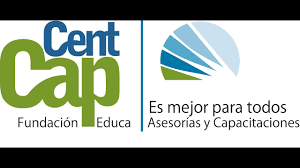 Cent
Cap
Fundación Educa
Es mejor para todos
Asesorías y Capacitaciones